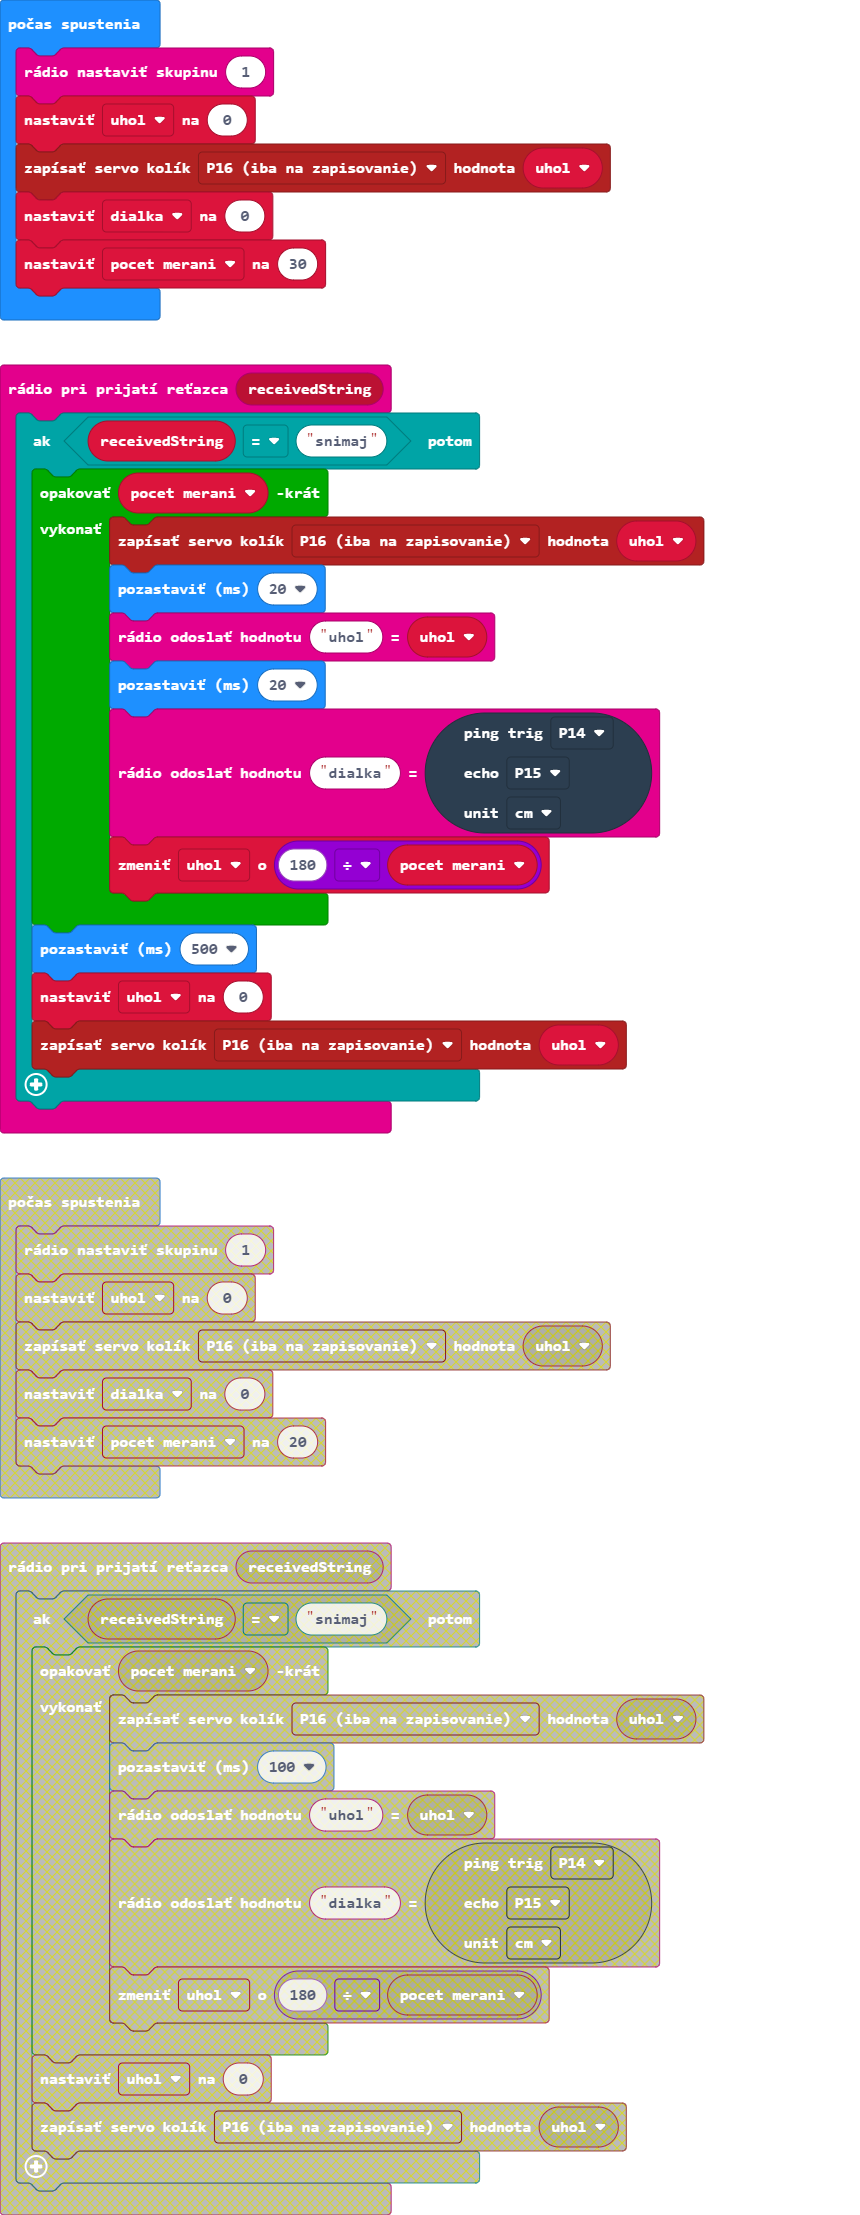 počas spustenia
rádio nastaviť skupinu 1
nastaviť uhol na 0
zapísať servo kolík P16 (iba na zapisovanie) hodnota uhol
nastaviť dialka na 0
nastaviť pocet merani na 30
rádio pri prijatí reťazca receivedString
ak receivedString = "snimaj" potom
opakovať pocet merani -krát
vykonať
zapísať servo kolík P16 (iba na zapisovanie) hodnota uhol
pozastaviť (ms) 20
rádio odoslať hodnotu "uhol" = uhol
pozastaviť (ms) 20
ping trig P14
rádio odoslať hodnotu "dialka" = echo P15
unit cm
zmeniť uhol o 180 ÷ pocet merani
pozastaviť (ms) 500
nastaviť uhol na 0
zapísať servo kolík P16 (iba na zapisovanie) hodnota uhol
počas spustenia
rádio nastaviť skupinu 1
nastaviť uhol na 0
zapísať servo kolík P16 (iba na zapisovanie) hodnota uhol
nastaviť dialka na 0
nastaviť pocet merani na 20
rádio pri prijatí reťazca receivedString
ak receivedString = "snimaj" potom
opakovať pocet merani -krát
vykonať
zapísať servo kolík P16 (iba na zapisovanie) hodnota uhol
pozastaviť (ms) 100
rádio odoslať hodnotu "uhol" = uhol
ping trig P14
rádio odoslať hodnotu "dialka" = echo P15
unit cm
zmeniť uhol o 180 ÷ pocet merani
nastaviť uhol na 0
zapísať servo kolík P16 (iba na zapisovanie) hodnota uhol